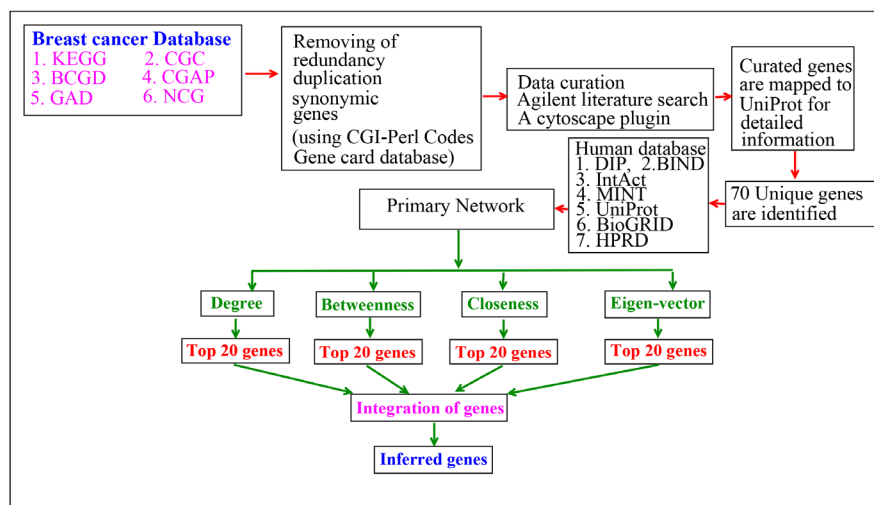 Breast cancer Database
1. KEGG 2. CGC
3. BCGD 4. CGAP
5. GAD 6. NCG
Removing of
redundancy
duplication
synonymic
genes
(using CGI-Perl Codes
Gene card database)
Data curation
Agilent literature search
A cytoscape plugin
Curated genes
are mapped to
UniProt for
detailed
information
70 Unique genes
are identified
Human database
1. DIP, 2.BIND
3. IntAct
4. MINT
5. UniProt
6. BioGRID
7. HPRD
Primary Network
Degree
Betweenness
Closeness
Eigen-vector
Top 20 genes
Top 20 genes
Top 20 genes
Top 20 genes
Integration of genes
Inferred genes